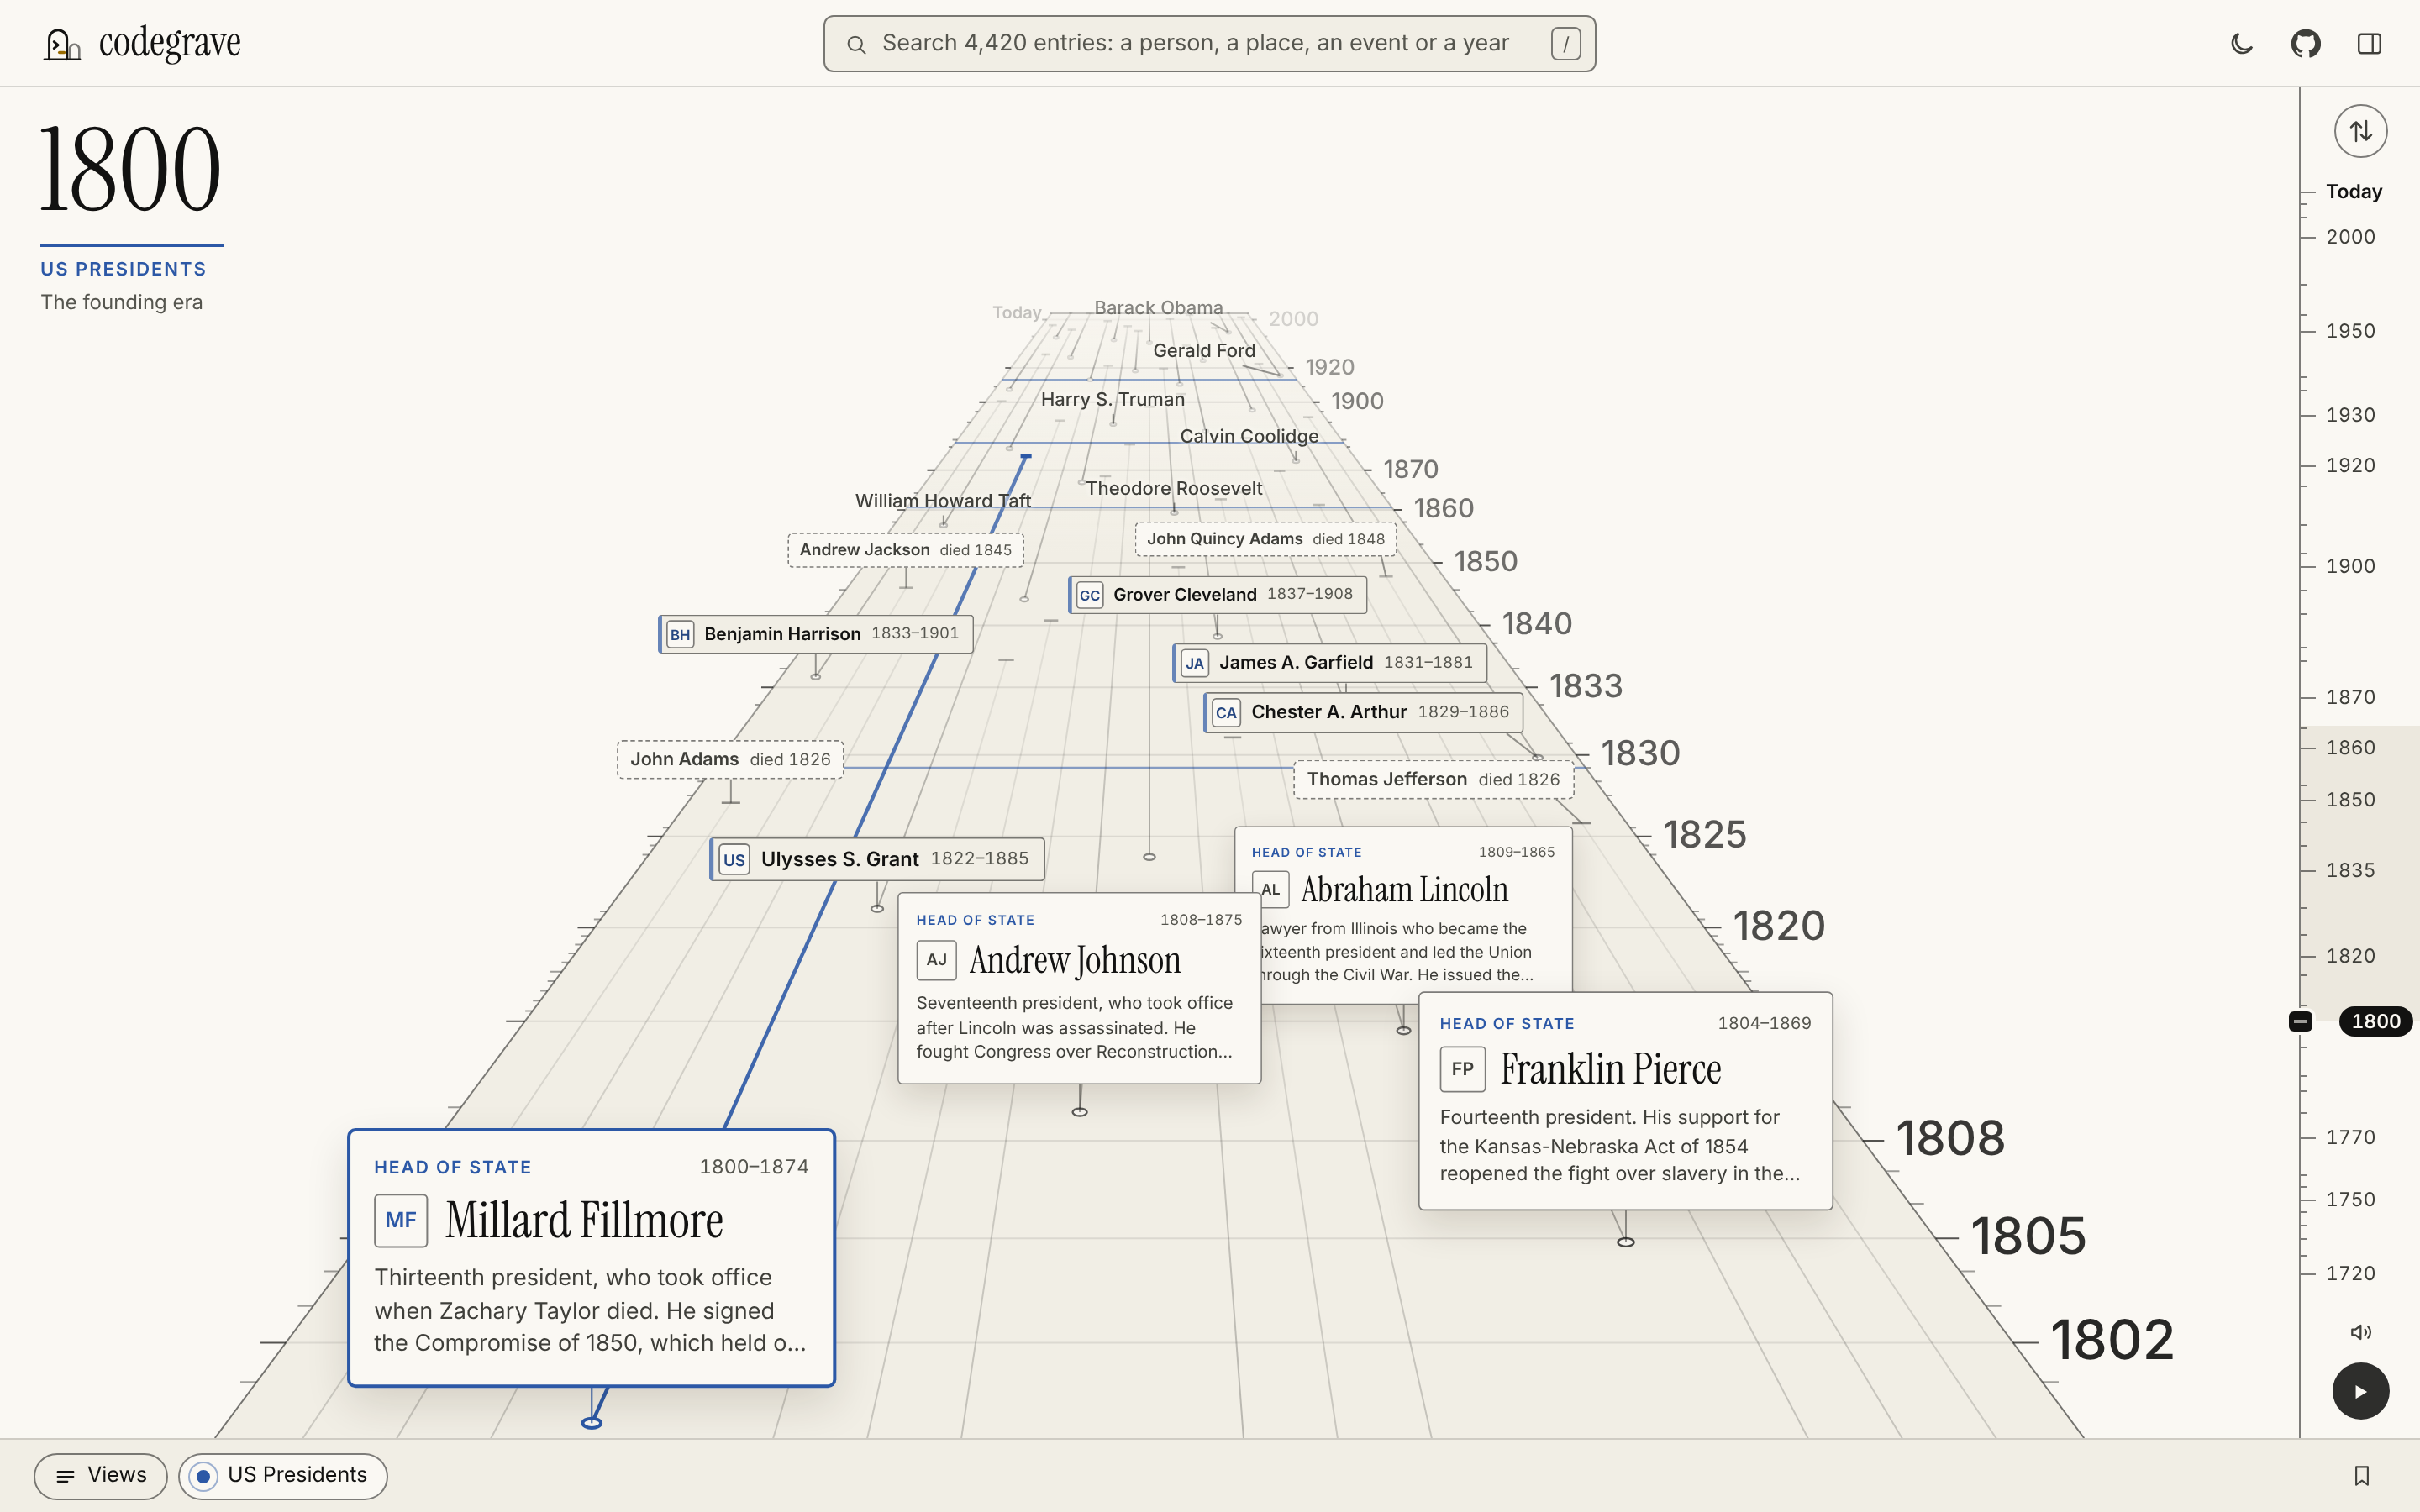 codegrave
Search 4,420 entries: a person, a place, an event or a year
/
1800
US PRESIDENTS
The founding era
Today
Barack Obama
2000
Gerald Ford
1920
Harry S. Truman
1900
Calvin Coolidge
1870
William Howard Taft
Theodore Roosevelt
1860
Andrew Jackson died 1845
John Quincy Adams died 1848
1850
GC Grover Cleveland 1837–1908
BH Benjamin Harrison 1833–1901
1840
JA James A. Garfield 1831–1881
1833
CA Chester A. Arthur 1829–1886
John Adams died 1826
1830
Thomas Jefferson died 1826
1825
US Ulysses S. Grant 1822–1885
HEAD OF STATE 1809–1865
AL Abraham Lincoln
awyer from Illinois who became the
ixteenth president and led the Union
hrough the Civil War. He issued the...
1820
HEAD OF STATE 1808–1875
AJ Andrew Johnson
Seventeenth president, who took office
after Lincoln was assassinated. He
fought Congress over Reconstruction...
HEAD OF STATE 1804–1869
FP Franklin Pierce
Fourteenth president. His support for
the Kansas-Nebraska Act of 1854
reopened the fight over slavery in the...
1808
HEAD OF STATE 1800–1874
MF Millard Fillmore
Thirteenth president, who took office
when Zachary Taylor died. He signed
the Compromise of 1850, which held o...
1805
1802
Today
2000
1950
1930
1920
1900
1870
1860
1850
1835
1820
1800
1770
1750
1720
Views
US Presidents